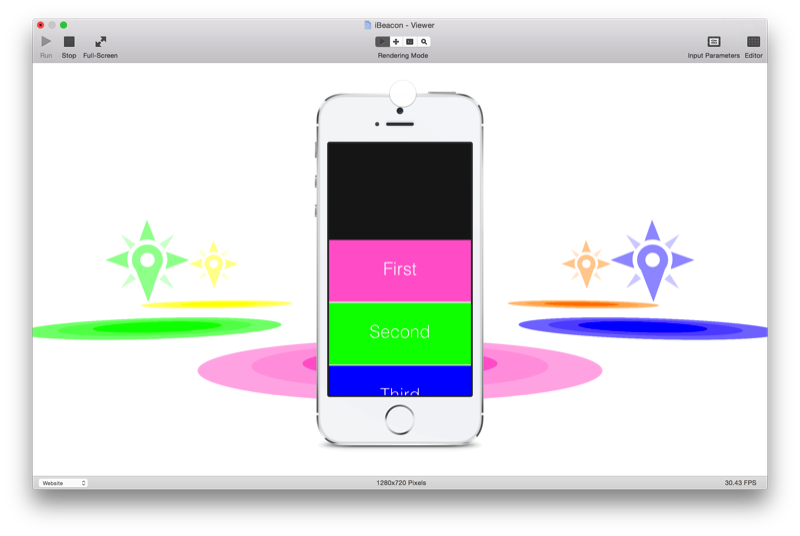 iBeacon - Viewer
Run
Stop
Full-Screen
Rendering Mode
Input Parameters
Editor
First
Second
Third
Website
1280x720 Pixels
30.43 FPS